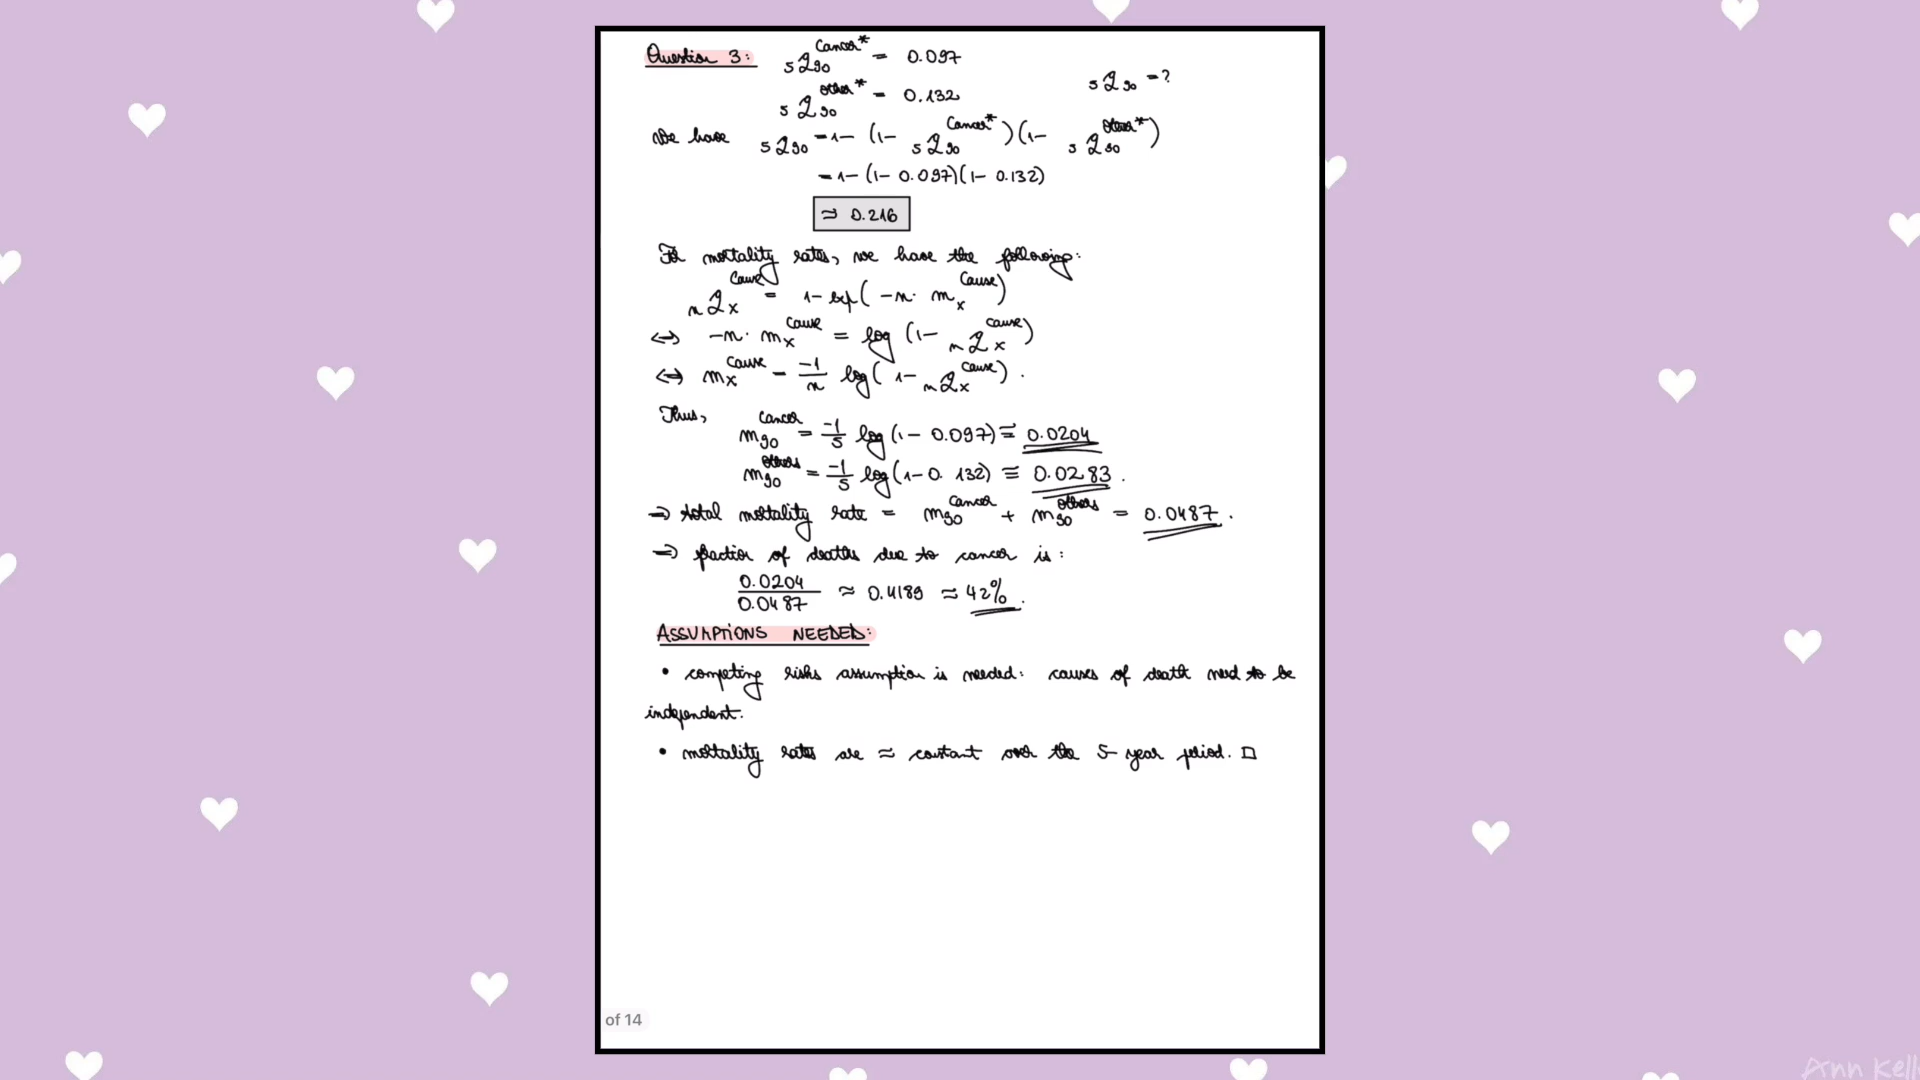 Question 3: ₅q₉₀^Cancer* = 0.097
₅q₉₀ = ?
₅q₉₀^other* = 0.132
We have ₅q₉₀ = 1 - (1 - ₅q₉₀^Cancer*)(1 - ₅q₉₀^other*)
= 1 - (1 - 0.097)(1 - 0.132)
≈ 0.216
For mortality rates, we have the following:
ₙqₓ^Cause = 1 - exp(-n · mₓ^Cause)
⇔ -n · mₓ^Cause = log(1 - ₙqₓ^Cause)
⇔ mₓ^Cause = -1/n log(1 - ₙqₓ^Cause).
Thus, m₉₀^Cancer = -1/5 log(1 - 0.097) ≅ 0.0204
m₉₀^others = -1/5 log(1 - 0.132) ≅ 0.0283.
⇒ total mortality rate = m₉₀^Cancer + m₉₀^others = 0.0487.
⇒ fraction of deaths due to cancer is:
0.0204/0.0487 ≈ 0.4189 ≈ 42%.
ASSUMPTIONS NEEDED:
• competing risks assumption is needed: causes of death need to be
independent.
• mortality rates are ≈ constant over the 5-year period. □
of 14
Ann Kell